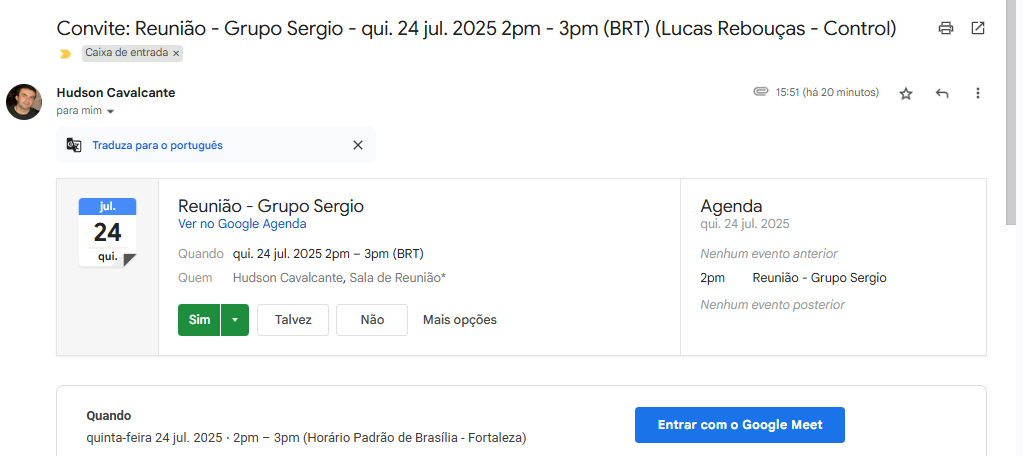 Convite: Reunião - Grupo Sergio - qui. 24 jul. 2025 2pm - 3pm (BRT) (Lucas Rebouças - Control)
Caixa de entrada ×
Hudson Cavalcante
15:51 (há 20 minutos)
para mim
Traduza para o português
jul.
24
qui.
Reunião - Grupo Sergio
Ver no Google Agenda
Quando qui. 24 jul. 2025 2pm – 3pm (BRT)
Quem Hudson Cavalcante, Sala de Reunião*
Sim
Talvez
Não
Mais opções
Agenda
qui. 24 jul. 2025
Nenhum evento anterior
2pm Reunião - Grupo Sergio
Nenhum evento posterior
Quando
quinta-feira 24 jul. 2025 · 2pm – 3pm (Horário Padrão de Brasília - Fortaleza)
Entrar com o Google Meet